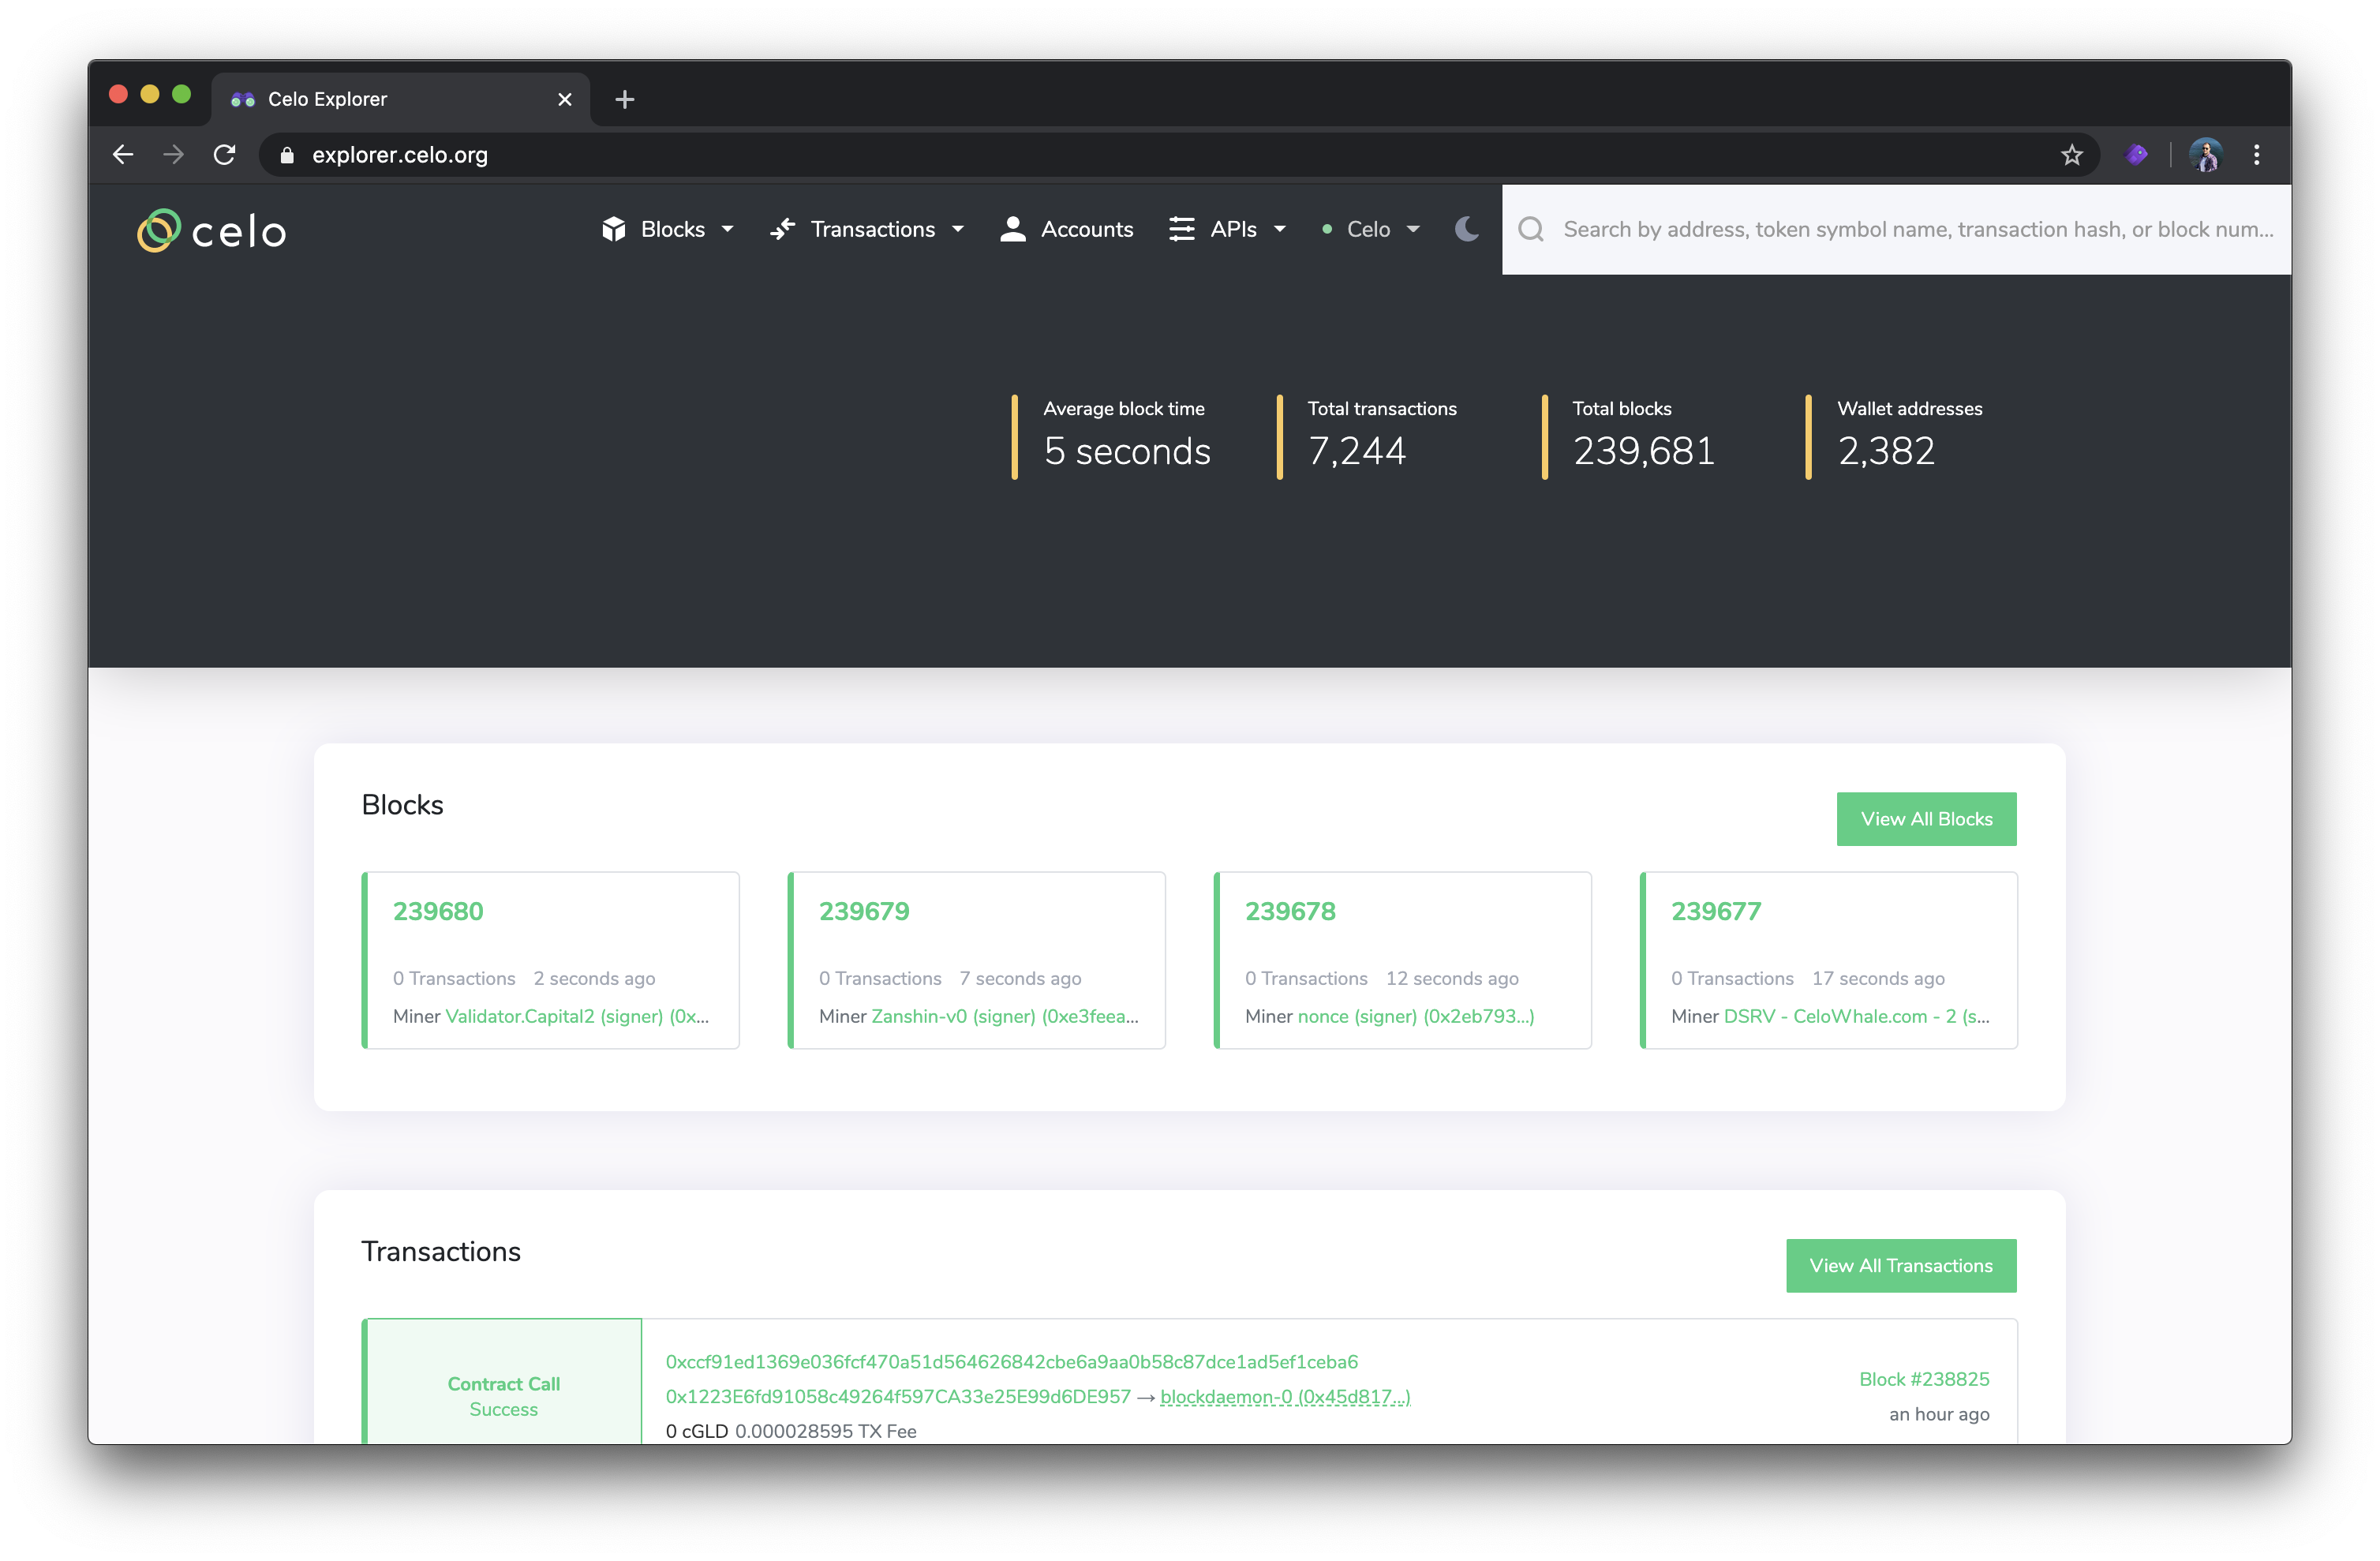 Celo Explorer
explorer.celo.org
celo
Blocks
Transactions
Accounts
APIs
Celo
Search by address, token symbol name, transaction hash, or block num...
Average block time
5 seconds
Total transactions
7,244
Total blocks
239,681
Wallet addresses
2,382
Blocks
View All Blocks
239680
0 Transactions 2 seconds ago
Miner Validator.Capital2 (signer) (0x...
239679
0 Transactions 7 seconds ago
Miner Zanshin-v0 (signer) (0xe3feea...
239678
0 Transactions 12 seconds ago
Miner nonce (signer) (0x2eb793...)
239677
0 Transactions 17 seconds ago
Miner DSRV - CeloWhale.com - 2 (s...
Transactions
View All Transactions
Contract Call
Success
0xccf91ed1369e036fcf470a51d564626842cbe6a9aa0b58c87dce1ad5ef1ceba6
0x1223E6fd91058c49264f597CA33e25E99d6DE957 → blockdaemon-0 (0x45d817...)
0 cGLD 0.000028595 TX Fee
Block #238825
an hour ago